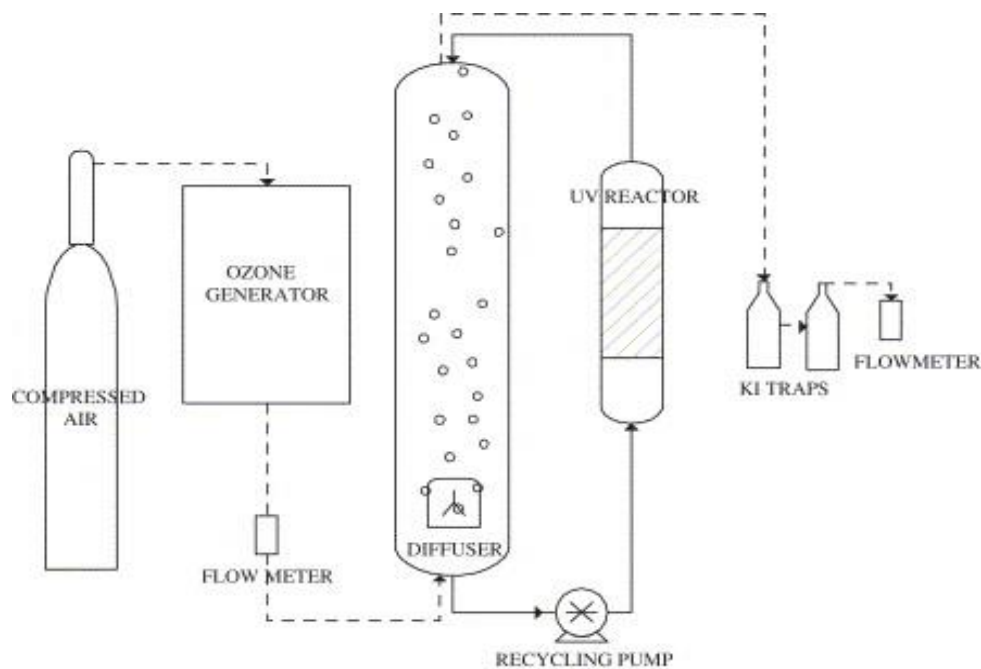 UV REACTOR
OZONE
GENERATOR
COMPRESSED
AIR
KI TRAPS
FLOWMETER
DIFFUSER
FLOW METER
RECYCLING PUMP